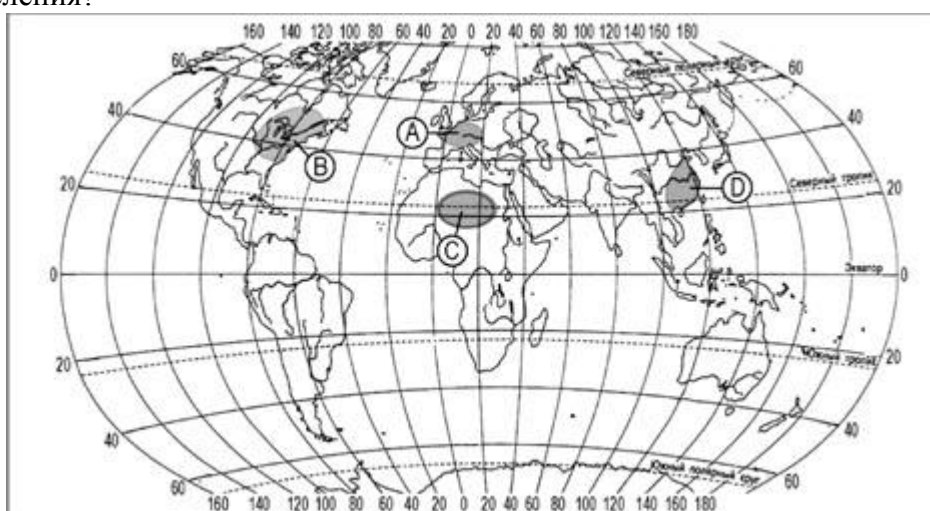 160 140 120 100 80 60 40 20 0 20 40 60 80 100 120 140 160 180
60 Северный полярный круг 60
40 A 40
B
20 Северный тропик 20
D
C
0 Экватор 0
20 Южный тропик 20
40 40
60 Южный полярный круг 60
160 140 120 100 80 60 40 20 0 20 40 60 80 100 120 140 160 180